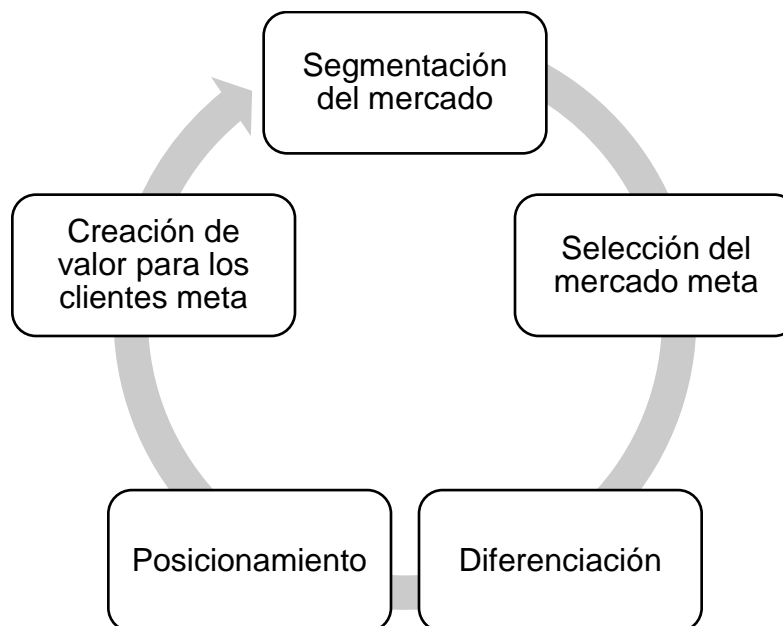 Segmentación
del mercado
Selección del
mercado meta
Diferenciación
Posicionamiento
Creación de
valor para los
clientes meta